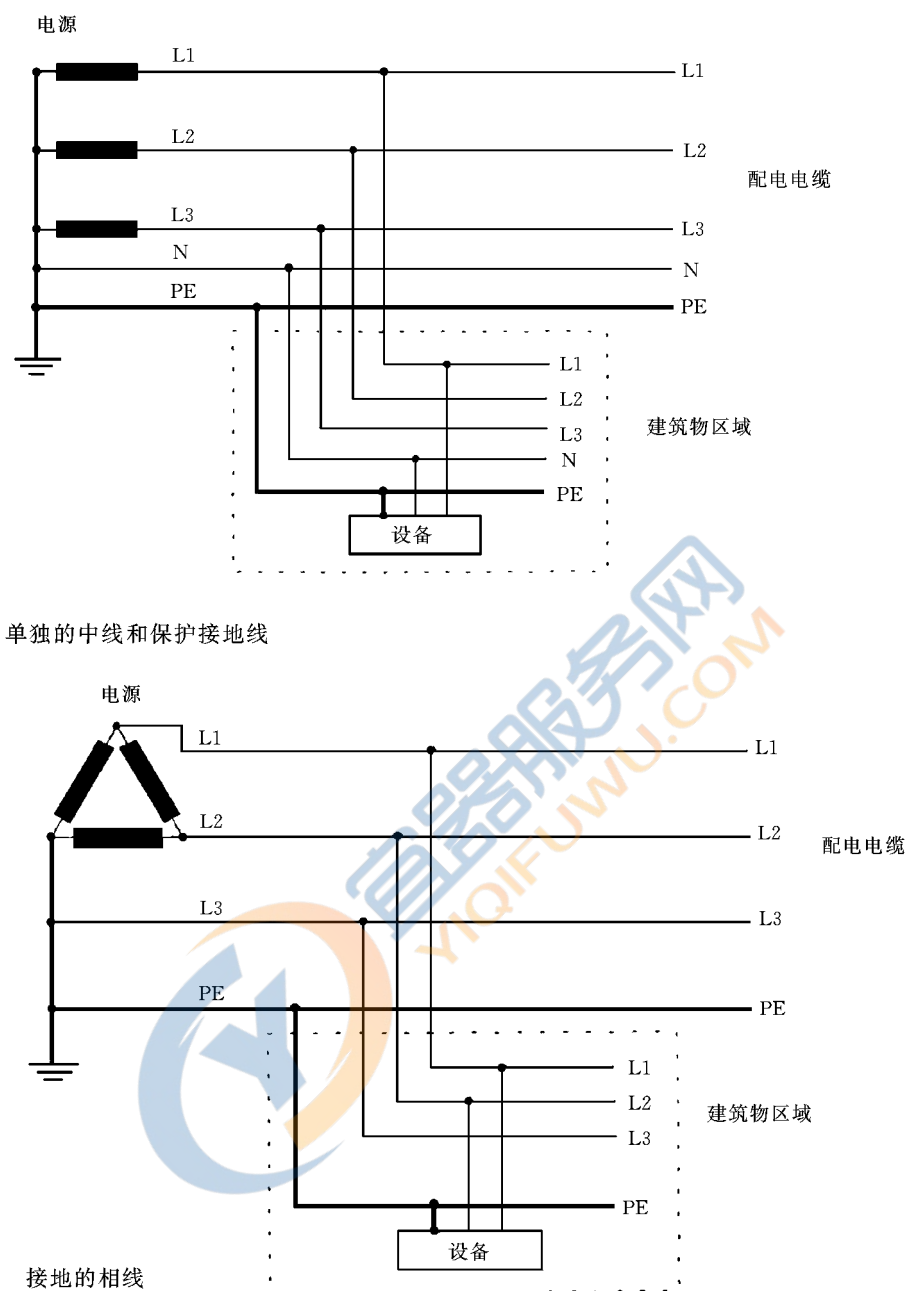 电源
L1
L1
L2
L2
配电电缆
L3
L3
N
N
PE
PE
L1
L2
建筑物区域
L3
N
PE
设备
单独的中线和保护接地线
电源
L1
L1
L2
L2
配电电缆
L3
L3
PE
PE
L1
L2
建筑物区域
L3
PE
设备
接地的相线
仪器服务网
YIQIFUWU.COM